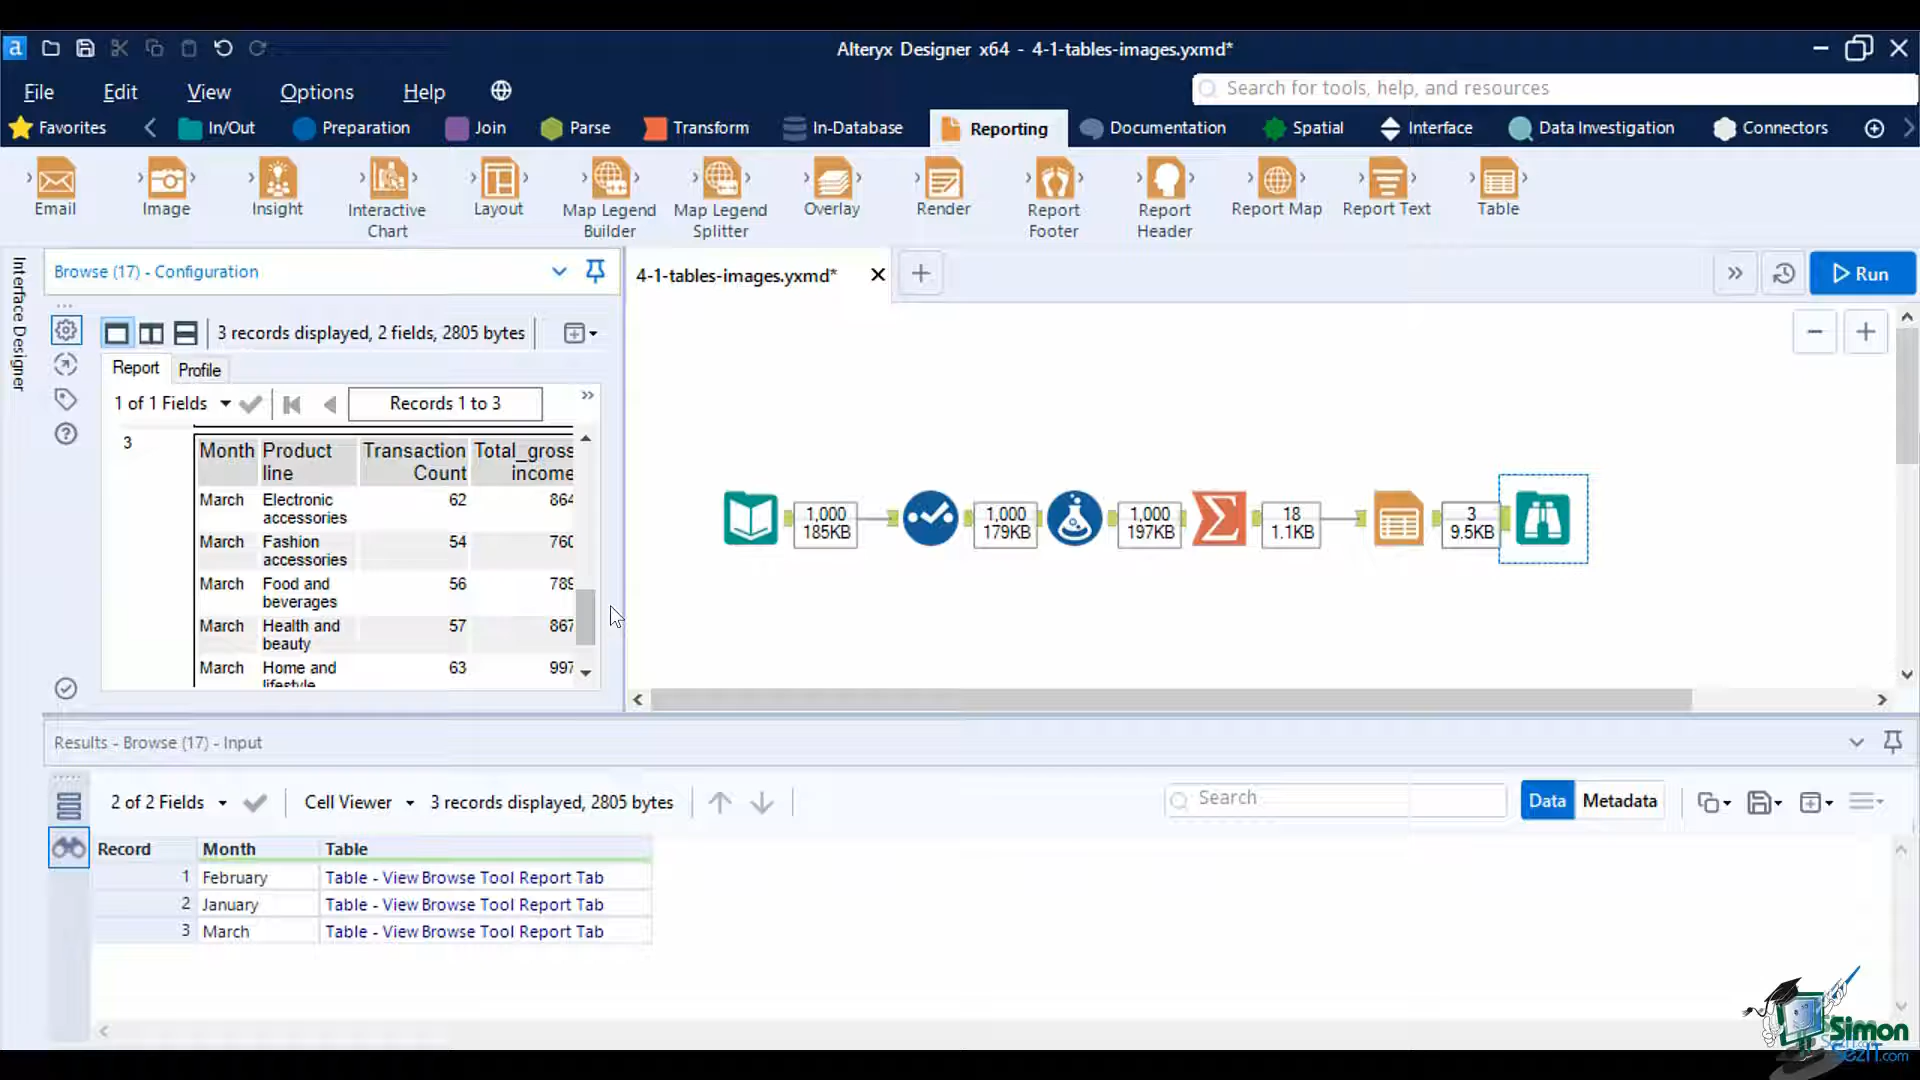 a
Alteryx Designer x64 - 4-1-tables-images.yxmd*
File Edit View Options Help
Search for tools, help, and resources
Favorites In/Out Preparation Join Parse Transform In-Database Reporting Documentation Spatial Interface Data Investigation Connectors
Email Image Insight Interactive Chart Layout Map Legend Builder Map Legend Splitter Overlay Render Report Footer Report Header Report Map Report Text Table
Interface Designer
Browse (17) - Configuration
4-1-tables-images.yxmd*
Run
3 records displayed, 2 fields, 2805 bytes
Report Profile
1 of 1 Fields Records 1 to 3
3
Month Product line Transaction Count Total_gross income
March Electronic accessories 62 864
March Fashion accessories 54 760
March Food and beverages 56 789
March Health and beauty 57 867
March Home and lifestyle 63 997
1,000 185KB
1,000 179KB
1,000 197KB
18 1.1KB
3 9.5KB
Results - Browse (17) - Input
2 of 2 Fields Cell Viewer 3 records displayed, 2805 bytes Search Data Metadata
Record Month Table
1 February Table - View Browse Tool Report Tab
2 January Table - View Browse Tool Report Tab
3 March Table - View Browse Tool Report Tab
Simon
SezIT.com